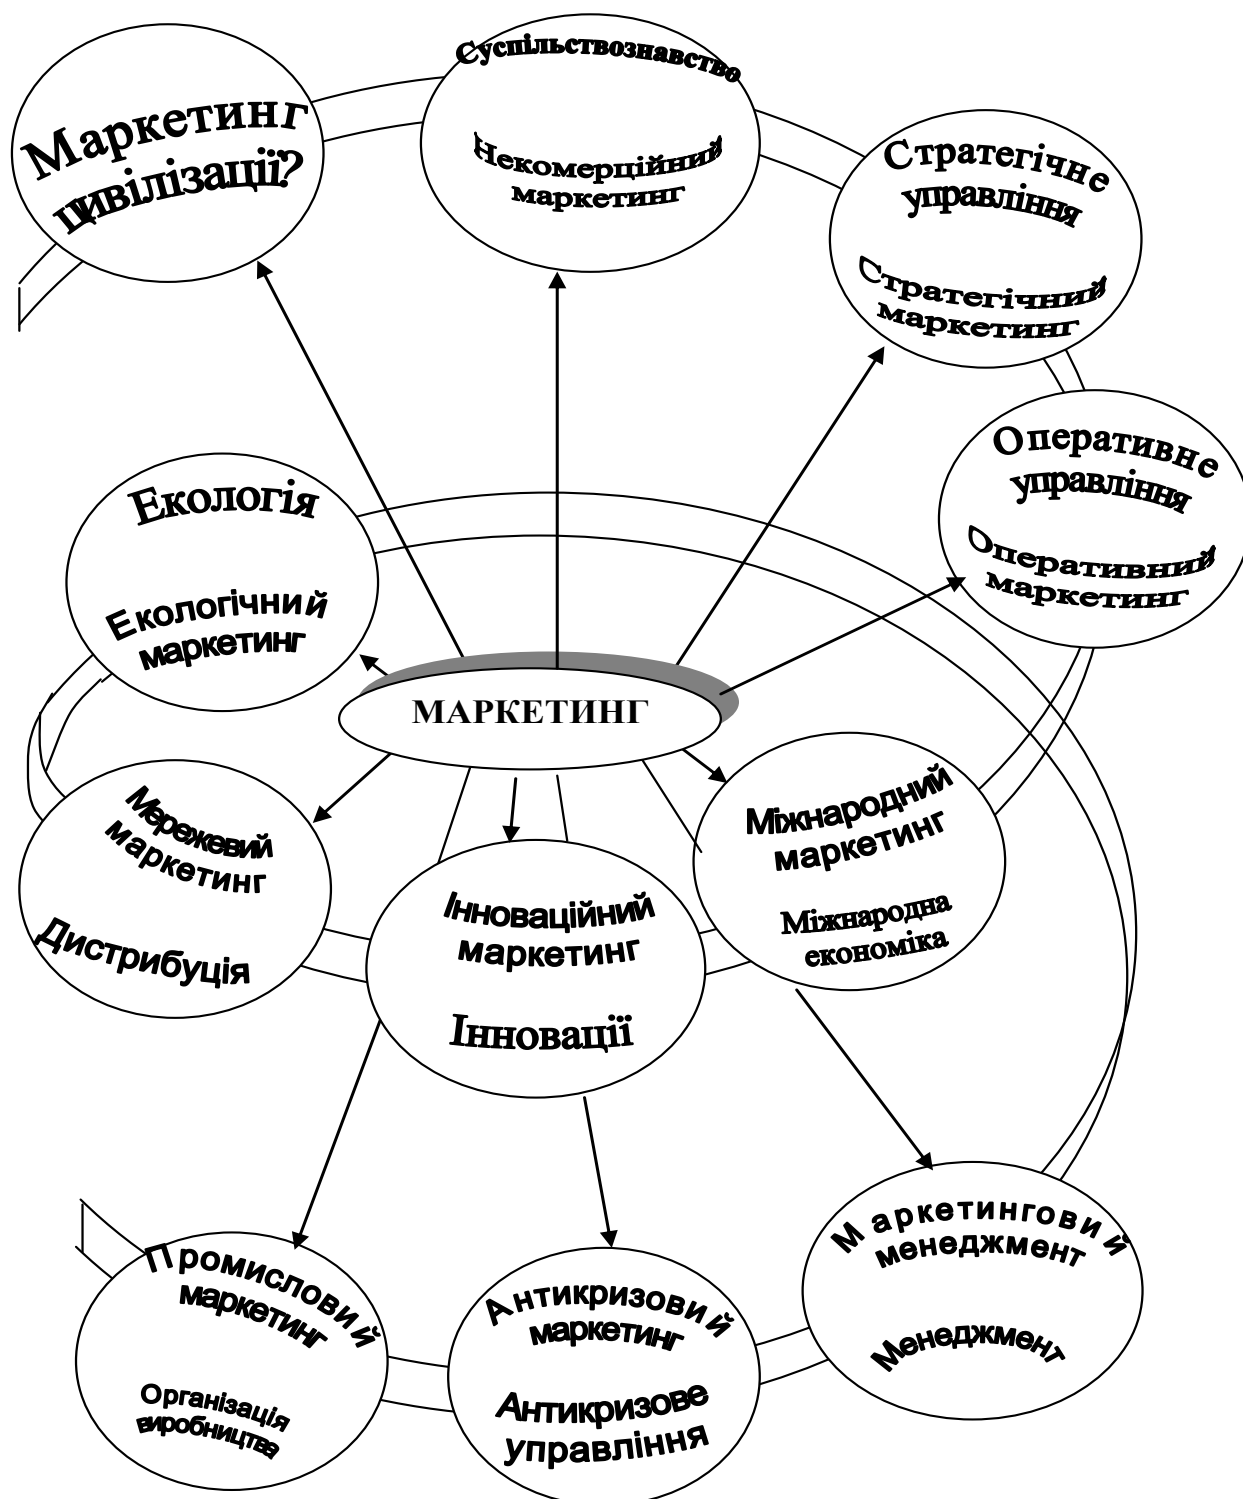 Маркетинг
цивілізації?
Суспільствознавство
Некомерційний
маркетинг
Стратегічне
управління
Стратегічний
маркетинг
Оперативне
управління
Оперативний
маркетинг
Екологія
Екологічний
маркетинг
МАРКЕТИНГ
Мережевий
маркетинг
Дистрибуція
Інноваційний
маркетинг
Інновації
Міжнародний
маркетинг
Міжнародна
економіка
Промисловий
маркетинг
Організація
виробництва
Антикризовий
маркетинг
Антикризове
управління
Маркетинговий
менеджмент
Менеджмент